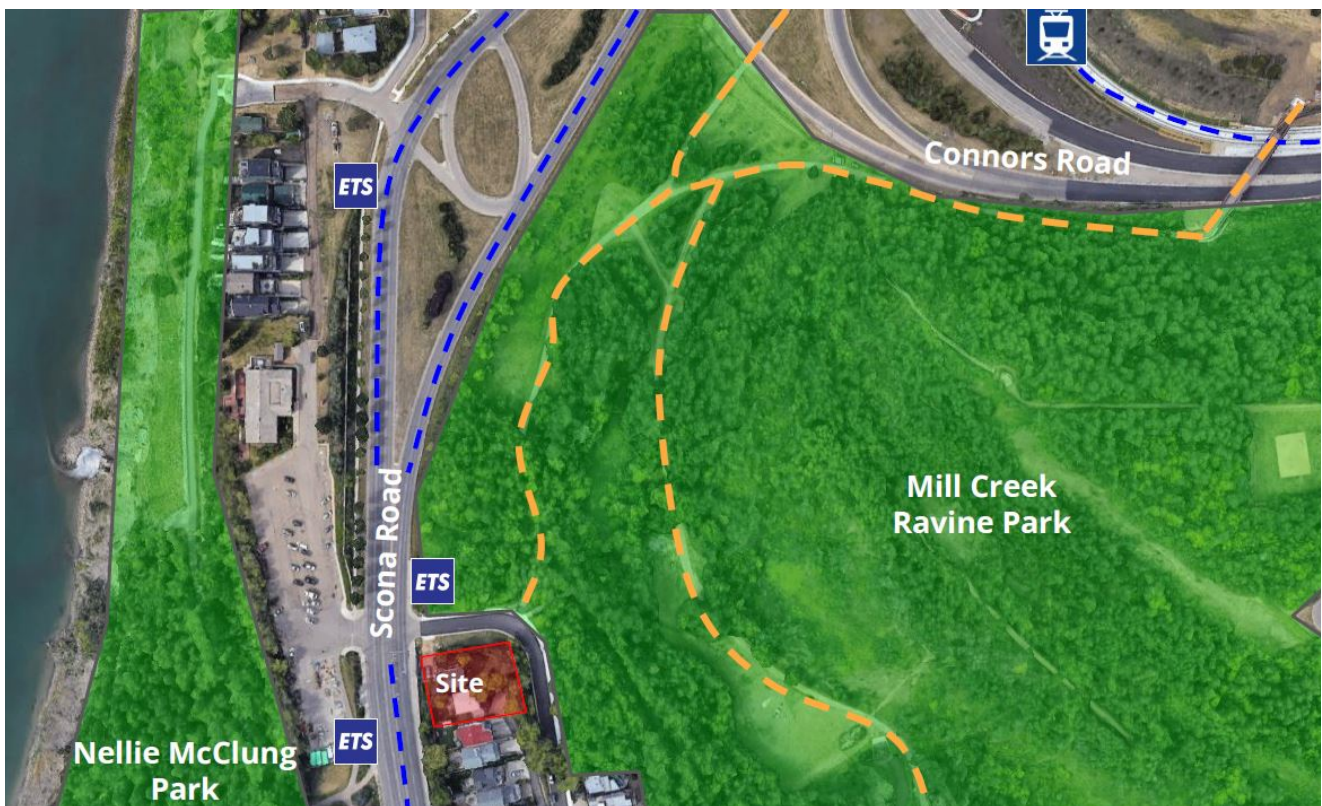 Connors Road
ETS
Mill Creek
Ravine Park
Scona Road
ETS
Site
ETS
Nellie McClung
Park